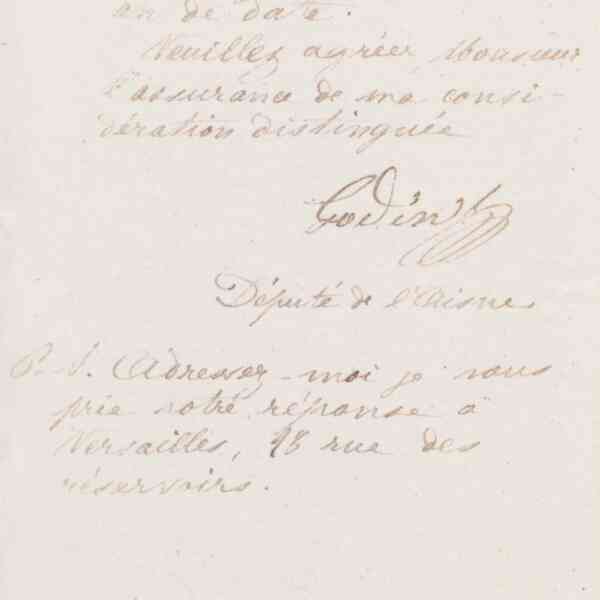 an de date.
Veuillez agréer Monsieur
l'assurance de ma consi-
dération distinguée
Godin
Député de l'Aisne
P.S. Adressez-moi je vous
prie votre réponse à
Versailles, 18 rue des
réservoirs.